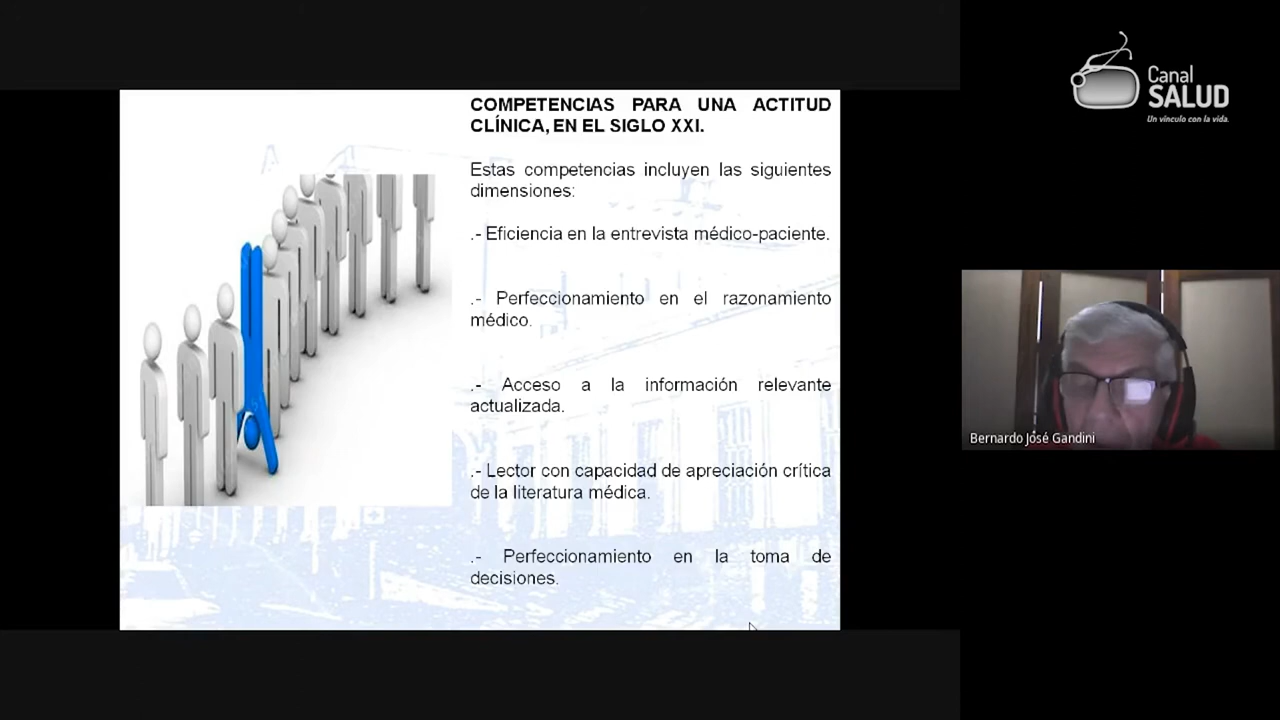 COMPETENCIAS PARA UNA ACTITUD
CLÍNICA, EN EL SIGLO XXI.
Estas competencias incluyen las siguientes
dimensiones:
.- Eficiencia en la entrevista médico-paciente.
.- Perfeccionamiento en el razonamiento
médico.
.- Acceso a la información relevante
actualizada.
.- Lector con capacidad de apreciación crítica
de la literatura médica.
.- Perfeccionamiento en la toma de
decisiones.
Canal
SALUD
Un vínculo con la vida.
Bernardo José Gandini